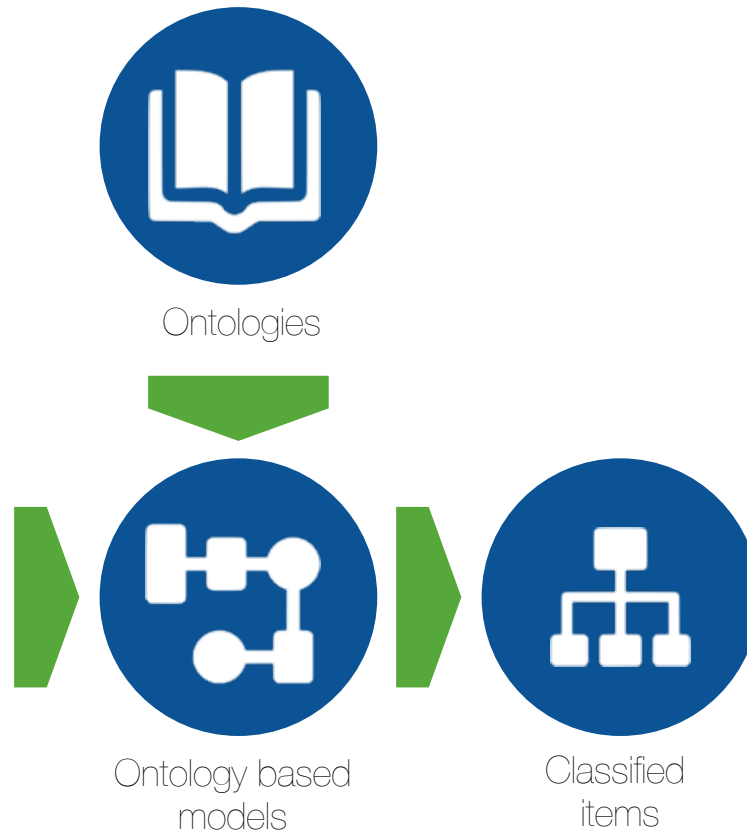 Ontologies
Ontology based
models
Classified
items